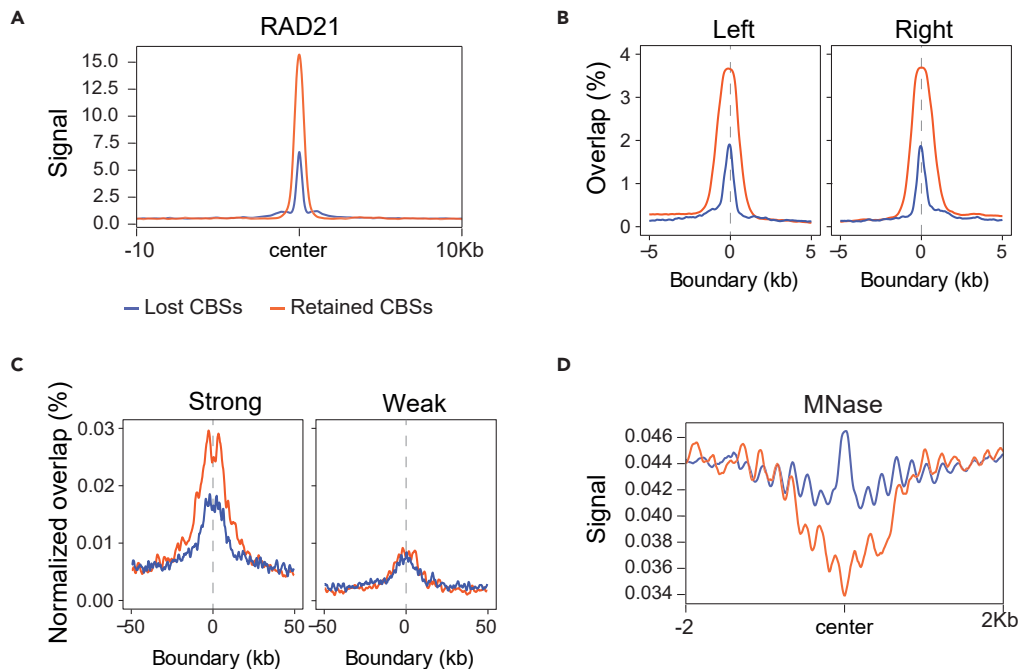 A
RAD21
Signal
15.0
12.5
10.0
7.5
5.0
2.5
0.0
-10
center
10Kb
Lost CBSs
Retained CBSs
B
Left
Right
Overlap (%)
4
3
2
1
0
−5
0
5
−5
0
5
Boundary (kb)
Boundary (kb)
C
Strong
Weak
Normalized overlap (%)
0.03
0.02
0.01
0.00
−50
0
50
−50
0
50
Boundary (kb)
Boundary (kb)
D
MNase
Signal
0.046
0.044
0.042
0.040
0.038
0.036
0.034
-2
center
2Kb